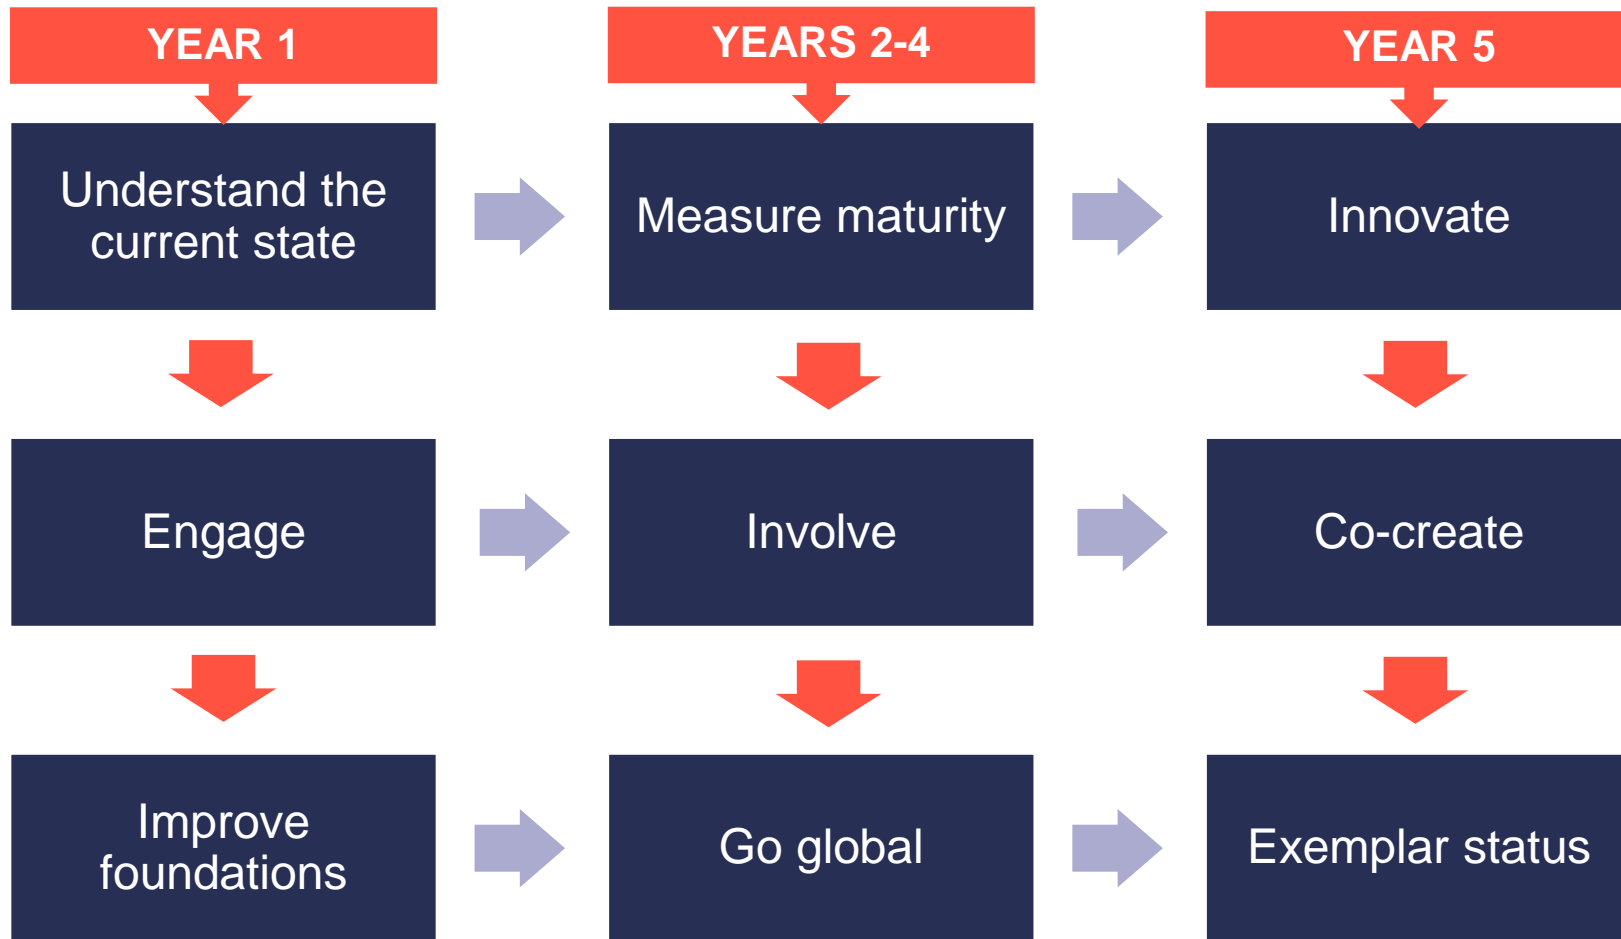 YEAR 1
YEARS 2-4
YEAR 5
Understand the
current state
Measure maturity
Innovate
Engage
Involve
Co-create
Improve
foundations
Go global
Exemplar status